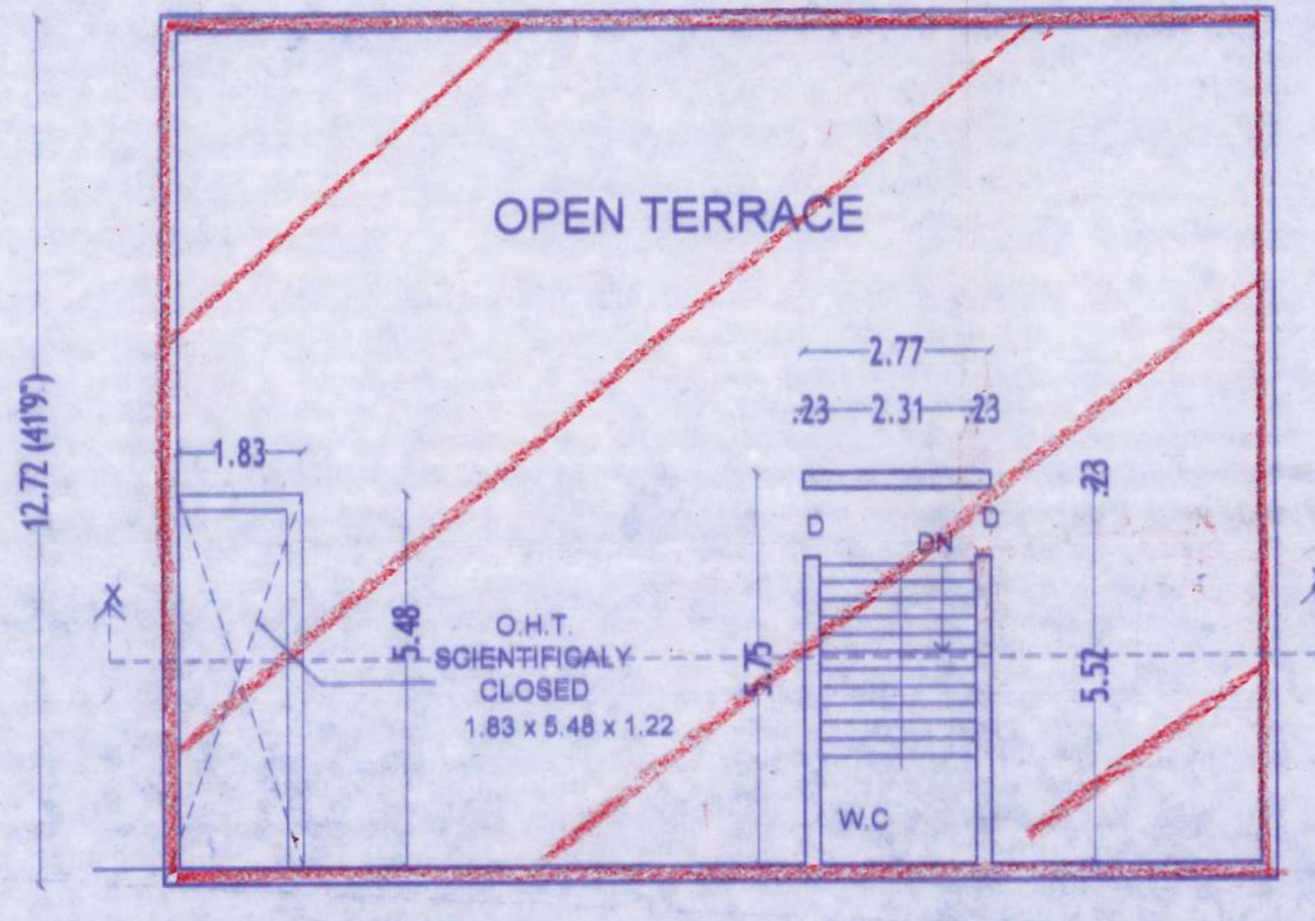 OPEN TERRACE
2.77
.23 2.31 .23
12.72 (41'9")
1.83
.23
D
D
DN
X
5.48
O.H.T.
SCIENTIFIGALY
CLOSED
1.83 x 5.48 x 1.22
5.75
5.52
W.C